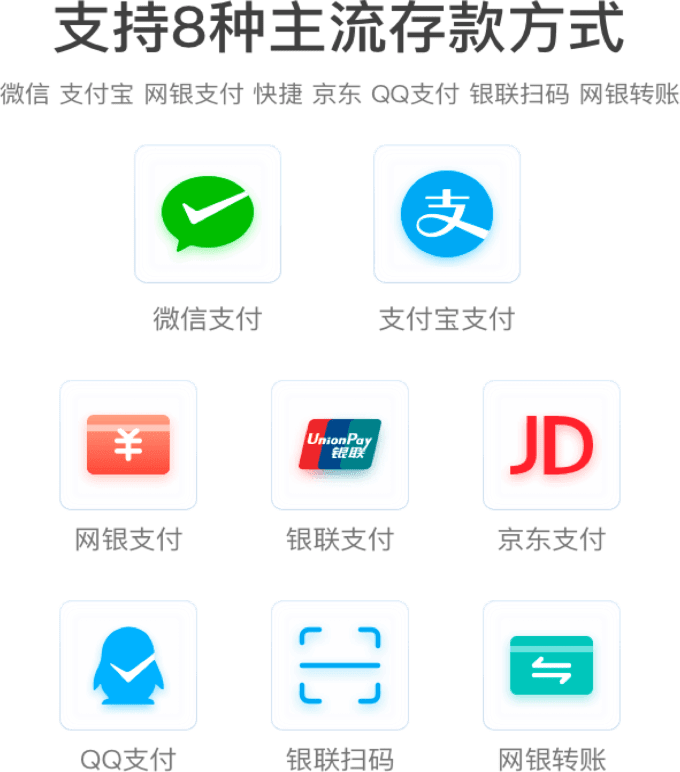 支持8种主流存款方式
微信 支付宝 网银支付 快捷 京东 QQ支付 银联扫码 网银转账
支
微信支付 支付宝支付
¥ UnionPay 银联 JD
网银支付 银联支付 京东支付
QQ支付 银联扫码 网银转账